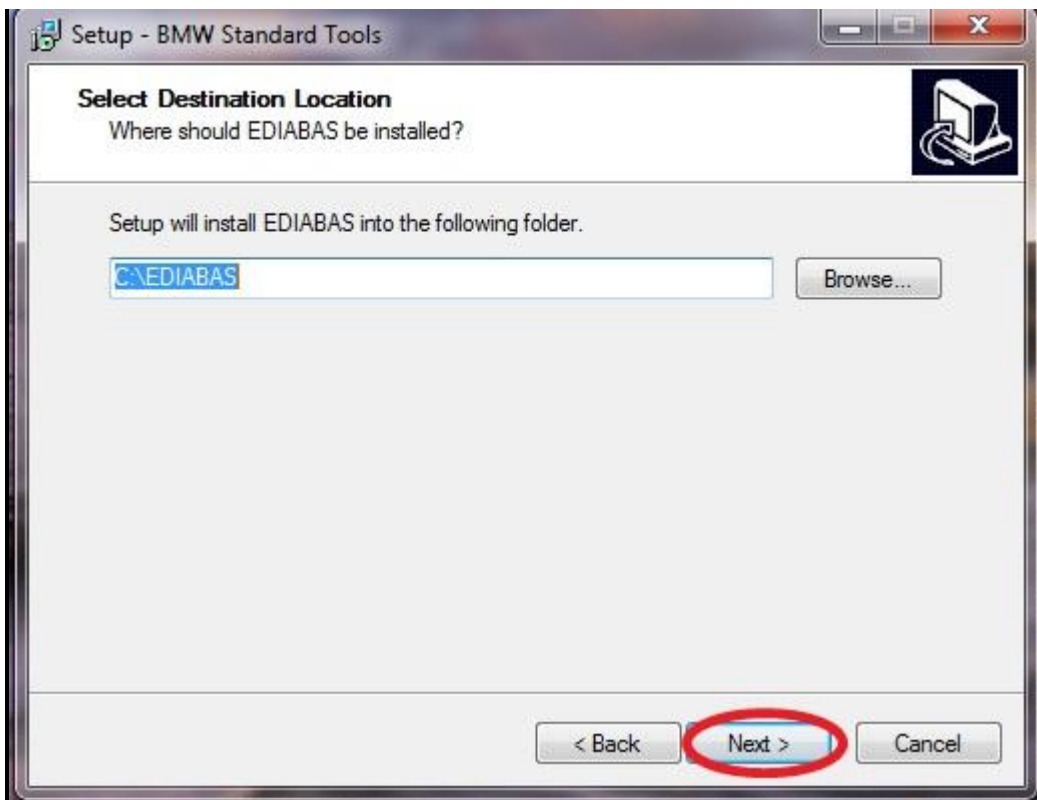 Setup - BMW Standard Tools
Select Destination Location
Where should EDIABAS be installed?
Setup will install EDIABAS into the following folder.
C:\EDIABAS
Browse...
< Back
Next >
Cancel